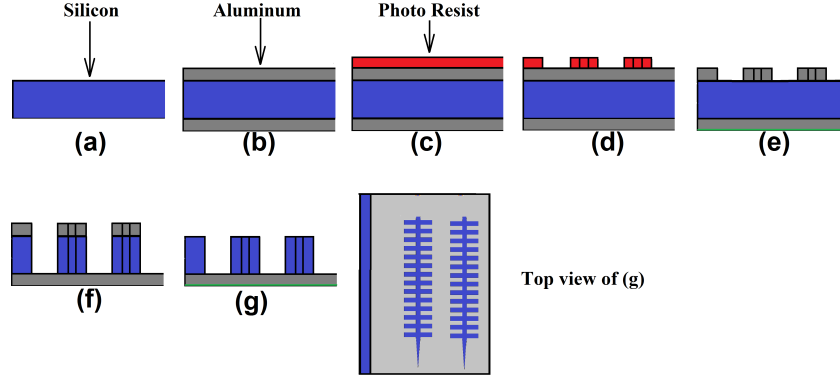 Silicon
Aluminum
Photo Resist
(a)
(b)
(c)
(d)
(e)
(f)
(g)
Top view of (g)